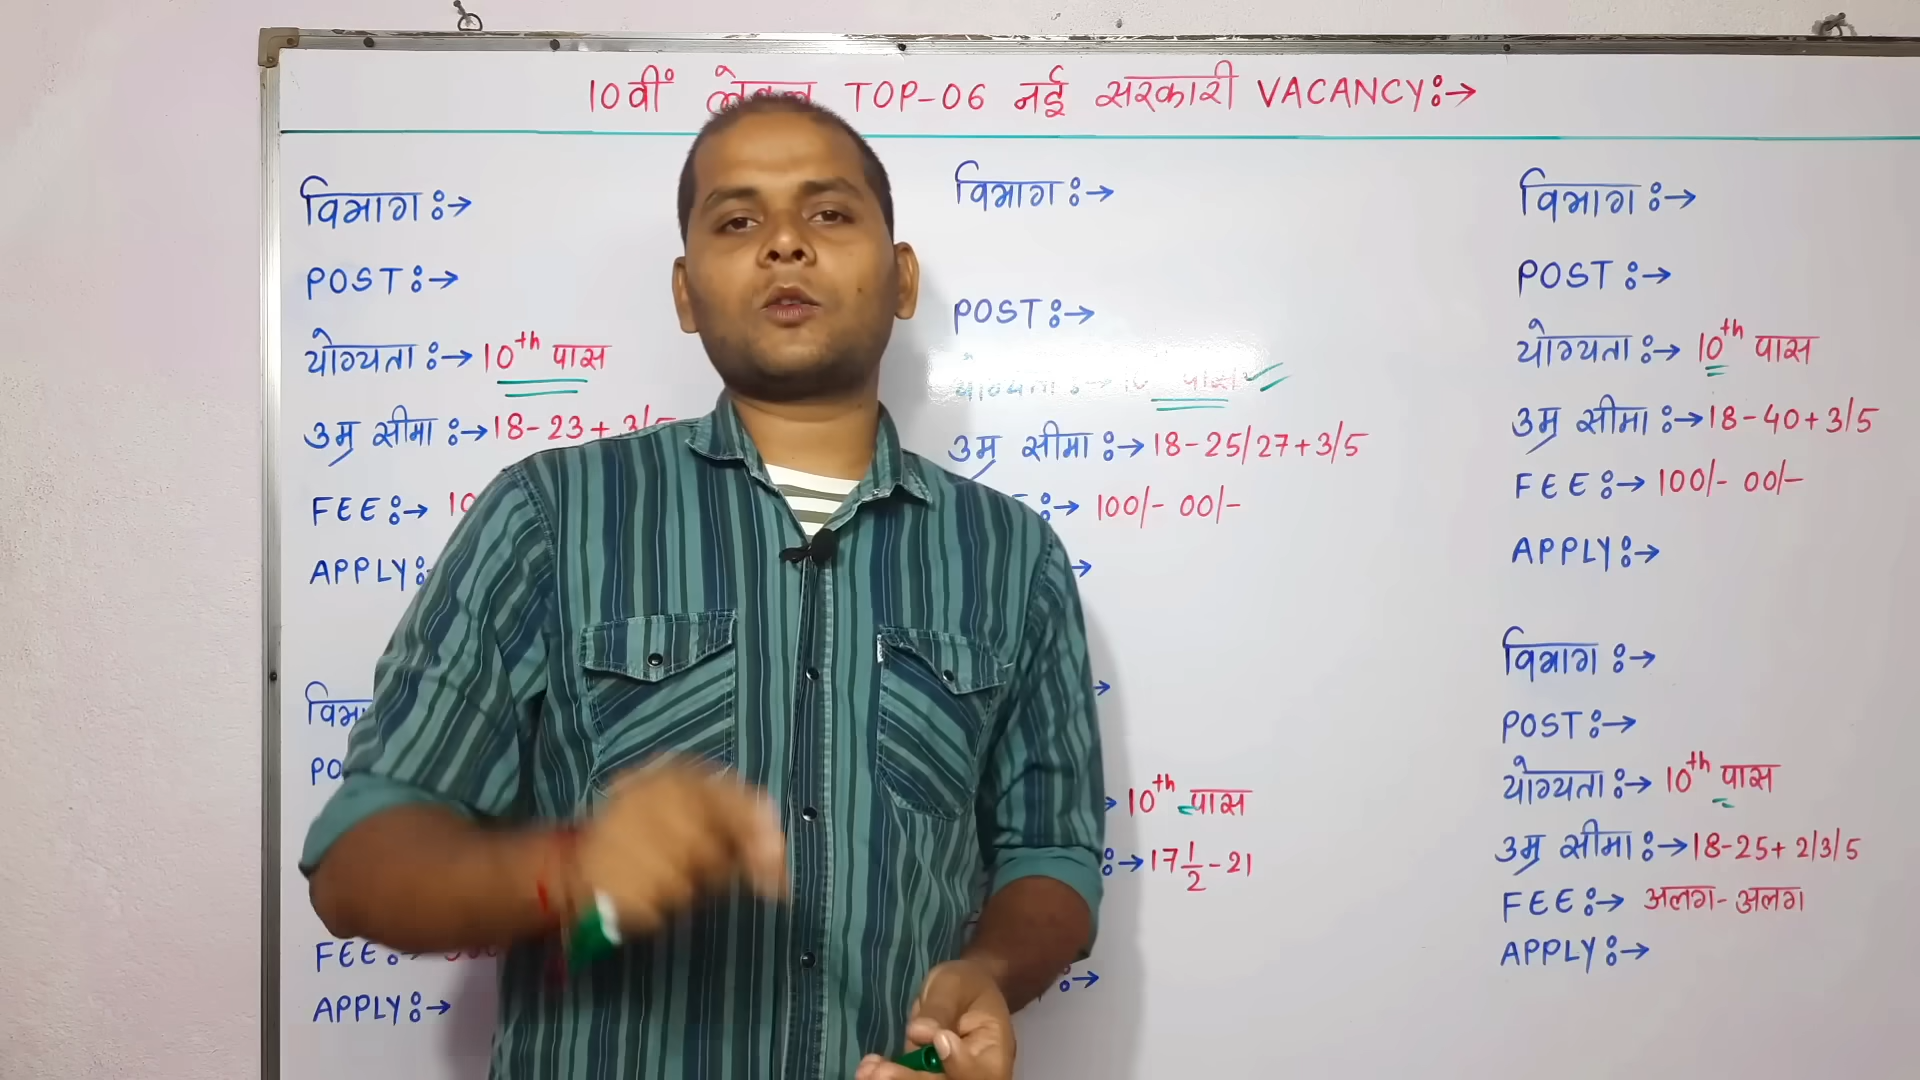 10वीं लेवल TOP-06 नई सरकारी VACANCY:→
विभाग:→
POST:→
योग्यता:→ 10th पास
उम्र सीमा:→ 18-23+ 3/5
FEE:→
APPLY:
FEE:→
APPLY:→
विभाग:→
POST:→
योग्यता:→ 10th पास
उम्र सीमा:→ 18-25/27+3/5
:→ 100/- 00/-
→
→
→ 10th पास
:→ 17 1/2 - 21
:→
विभाग:→
POST:→
योग्यता:→ 10th पास
उम्र सीमा:→ 18-40+3/5
FEE:→ 100/- 00/-
APPLY:→
विभाग:→
POST:→
योग्यता:→ 10th पास
उम्र सीमा:→ 18-25+ 2/3/5
FEE:→ अलग-अलग
APPLY:→